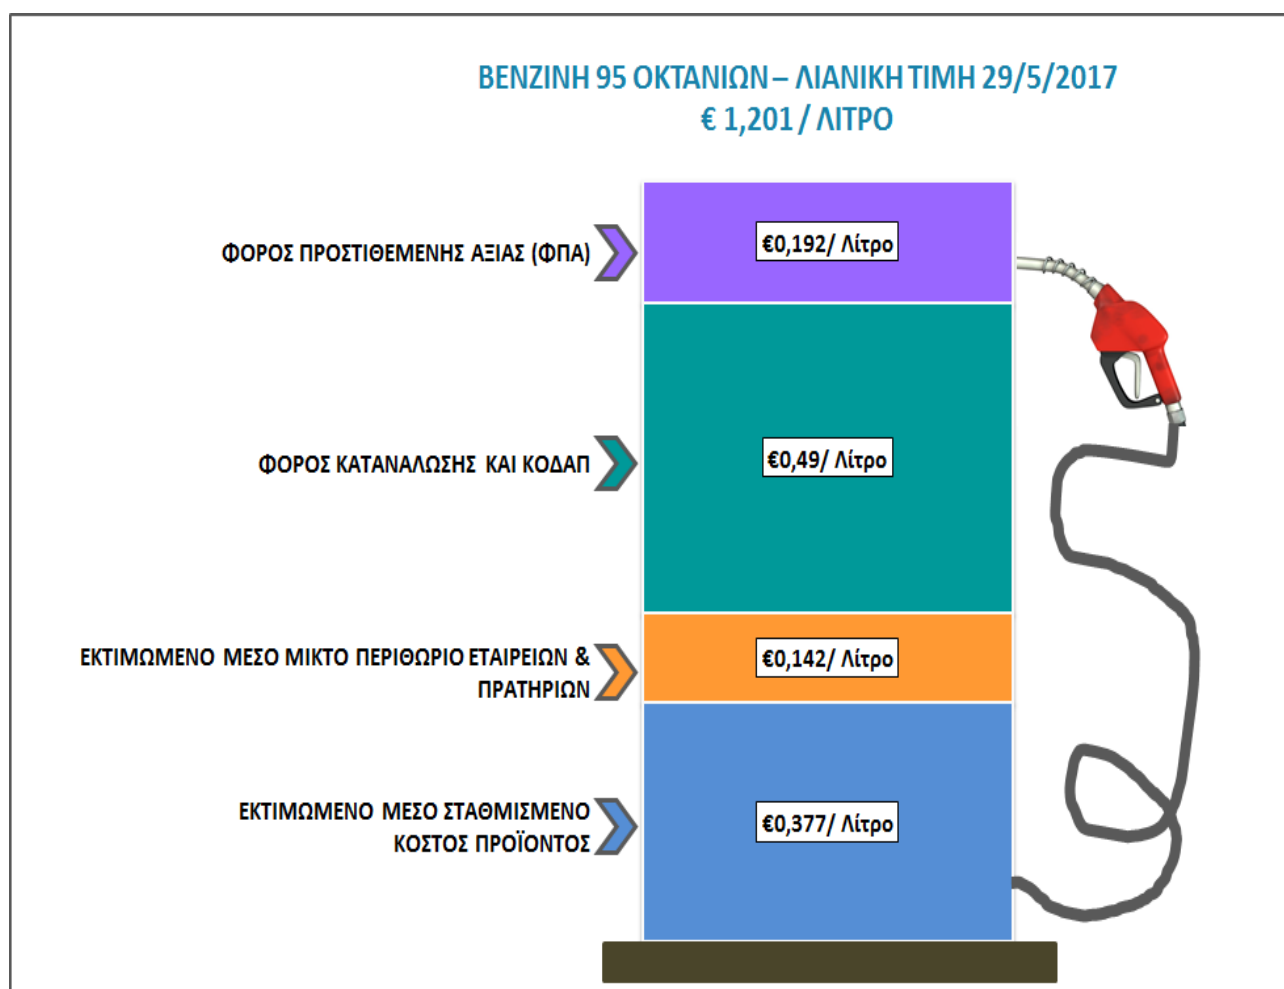 ΒΕΝΖΙΝΗ 95 ΟΚΤΑΝΙΩΝ – ΛΙΑΝΙΚΗ ΤΙΜΗ 29/5/2017
€ 1,201 / ΛΙΤΡΟ
ΦΟΡΟΣ ΠΡΟΣΤΙΘΕΜΕΝΗΣ ΑΞΙΑΣ (ΦΠΑ)
€0,192/ Λίτρο
ΦΟΡΟΣ ΚΑΤΑΝΑΛΩΣΗΣ ΚΑΙ ΚΟΔΑΠ
€0,49/ Λίτρο
ΕΚΤΙΜΩΜΕΝΟ ΜΕΣΟ ΜΙΚΤΟ ΠΕΡΙΘΩΡΙΟ ΕΤΑΙΡΕΙΩΝ &
ΠΡΑΤΗΡΙΩΝ
€0,142/ Λίτρο
ΕΚΤΙΜΩΜΕΝΟ ΜΕΣΟ ΣΤΑΘΜΙΣΜΕΝΟ
ΚΟΣΤΟΣ ΠΡΟΪΟΝΤΟΣ
€0,377/ Λίτρο